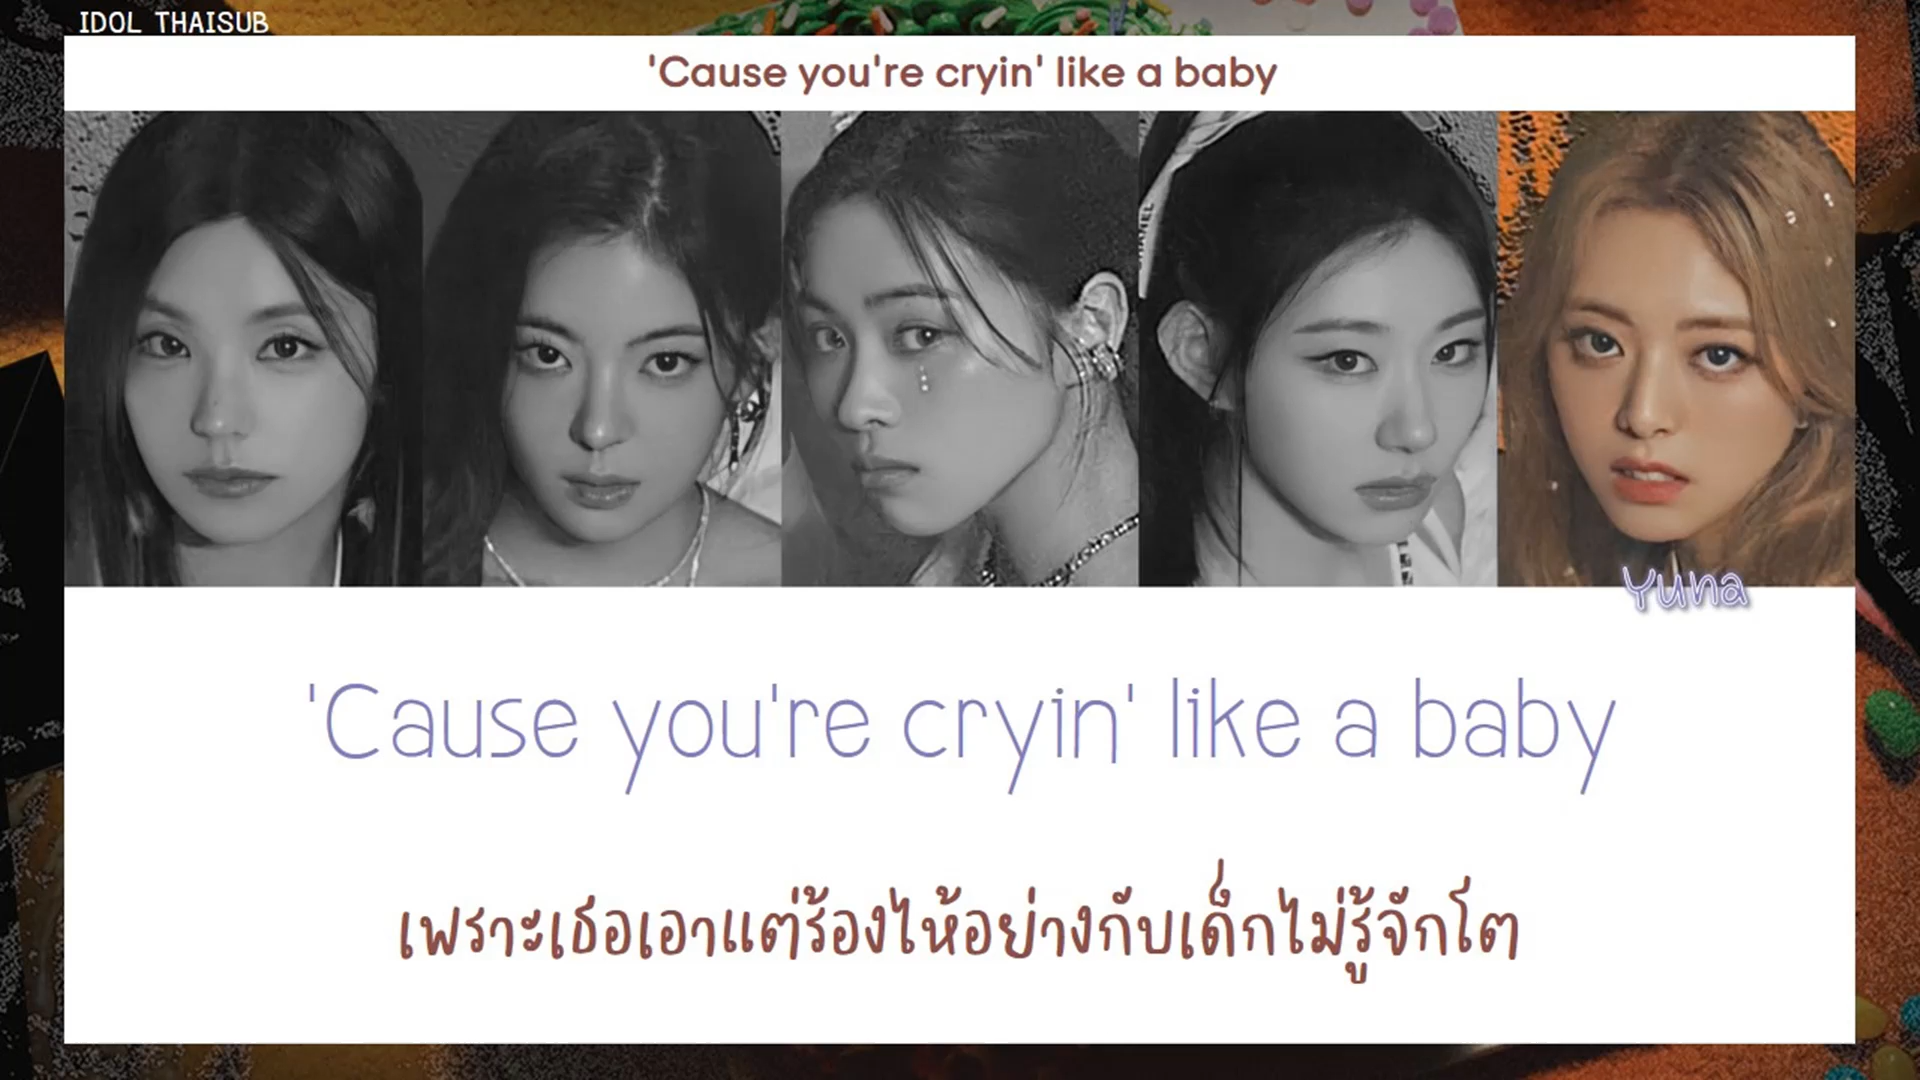 IDOL THAISUB
'Cause you're cryin' like a baby
Yuna
'Cause you're cryin' like a baby
เพราะเธอเอาแต่ร้องไห้อย่างกับเด็่กไม่รู้จักโต